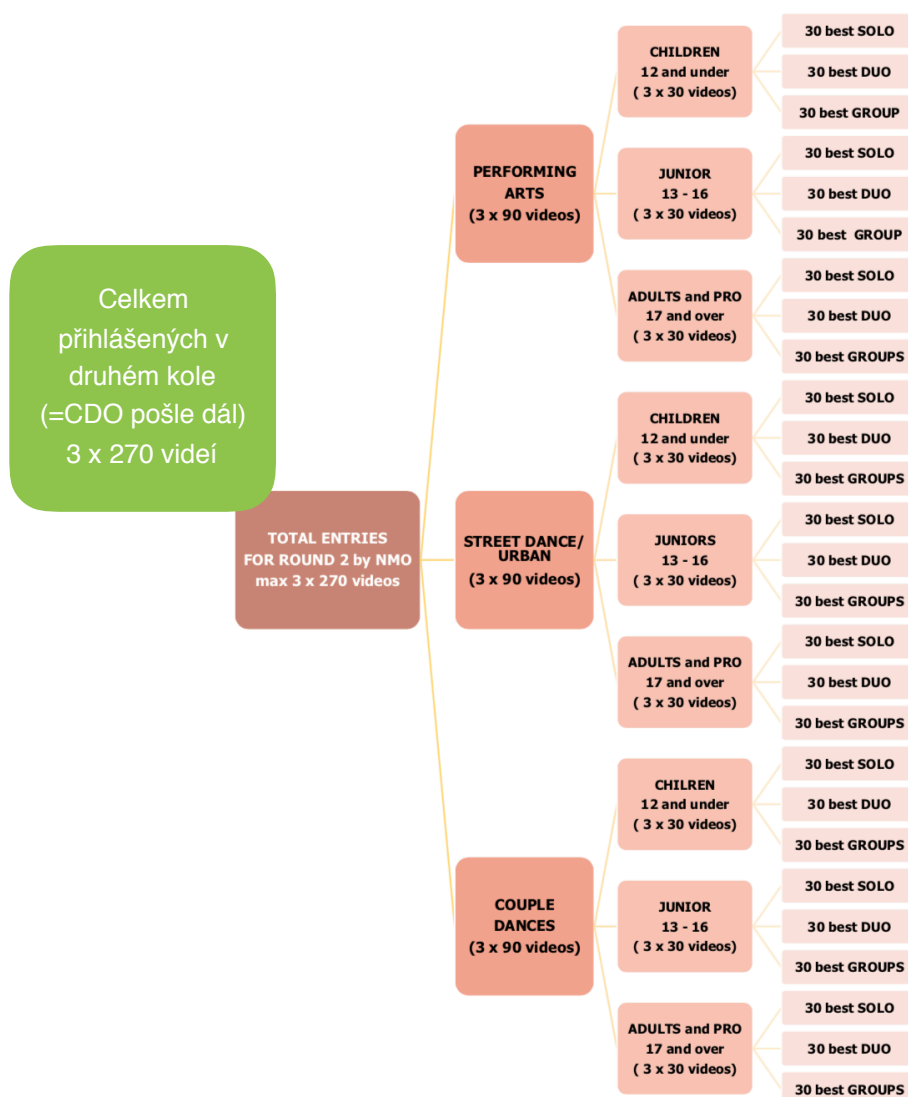 Celkem
přihlášených v
druhém kole
(=CDO pošle dál)
3 x 270 videí
TOTAL ENTRIES
FOR ROUND 2 by NMO
max 3 x 270 videos
PERFORMING
ARTS
(3 x 90 videos)
CHILDREN
12 and under
( 3 x 30 videos)
30 best SOLO
30 best DUO
30 best GROUP
JUNIOR
13 - 16
( 3 x 30 videos)
30 best SOLO
30 best DUO
30 best  GROUP
ADULTS and PRO
17 and over
( 3 x 30 videos)
30 best SOLO
30 best DUO
30 best GROUPS
STREET DANCE/
URBAN
(3 x 90 videos)
CHILDREN
12 and under
( 3 x 30 videos)
30 best SOLO
30 best DUO
30 best GROUPS
JUNIORS
13 - 16
( 3 x 30 videos)
30 best SOLO
30 best DUO
30 best GROUPS
ADULTS and PRO
17 and over
( 3 x 30 videos)
30 best SOLO
30 best DUO
30 best GROUPS
COUPLE
DANCES
(3 x 90 videos)
CHILREN
12 and under
( 3 x 30 videos)
30 best SOLO
30 best DUO
30 best GROUPS
JUNIOR
13 - 16
( 3 x 30 videos)
30 best SOLO
30 best DUO
30 best GROUPS
ADULTS and PRO
17 and over
( 3 x 30 videos)
30 best SOLO
30 best DUO
30 best GROUPS